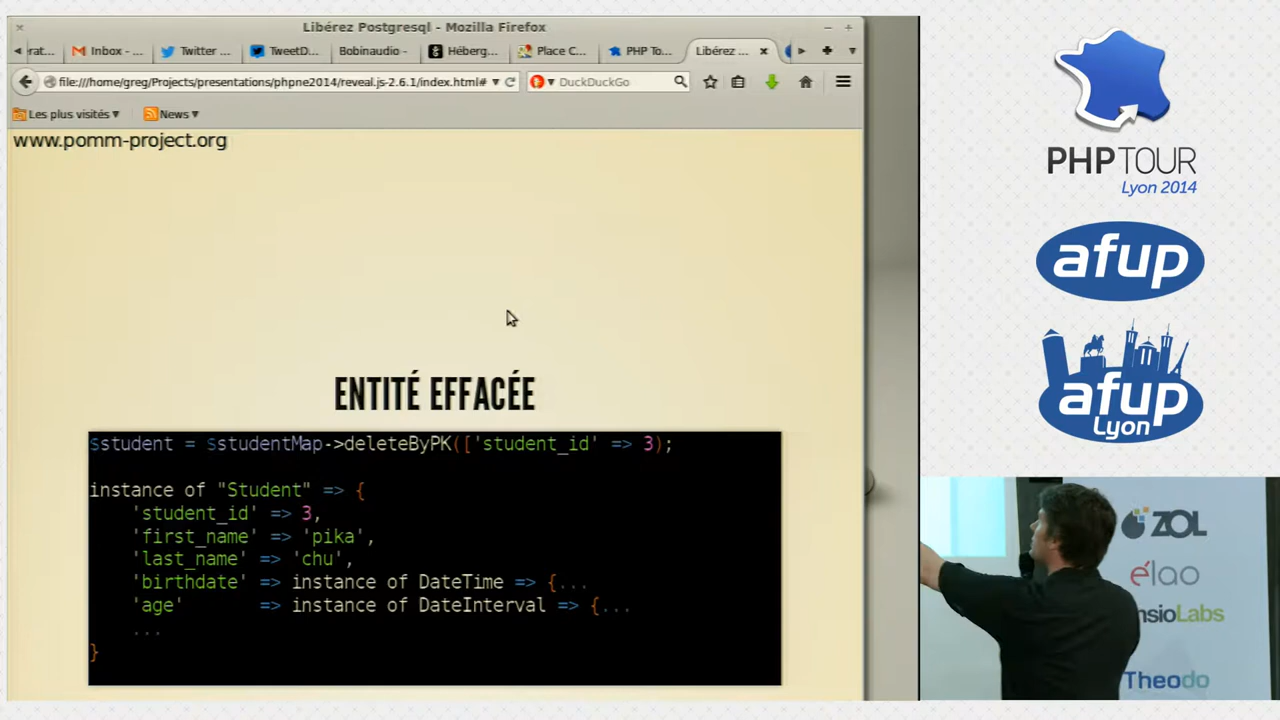 Libérez Postgresql - Mozilla Firefox
...rat...
Inbox - ...
Twitter ...
TweetD...
Bobinaudio - ...
Héberg...
Place C...
PHP To...
Libérez ...
file:///home/greg/Projects/presentations/phpne2014/reveal.js-2.6.1/index.html#
DuckDuckGo
Les plus visités
News
www.pomm-project.org
ENTITÉ EFFACÉE
$student = $studentMap->deleteByPK(['student_id' => 3);
instance of "Student" => {
'student_id' => 3,
'first_name' => 'pika',
'last_name' => 'chu',
'birthdate' => instance of DateTime => {...
'age' => instance of DateInterval => {...
...
}
PHP TOUR
Lyon 2014
afup
afup
Lyon
ZOL
élao
nsioLabs
Theodo